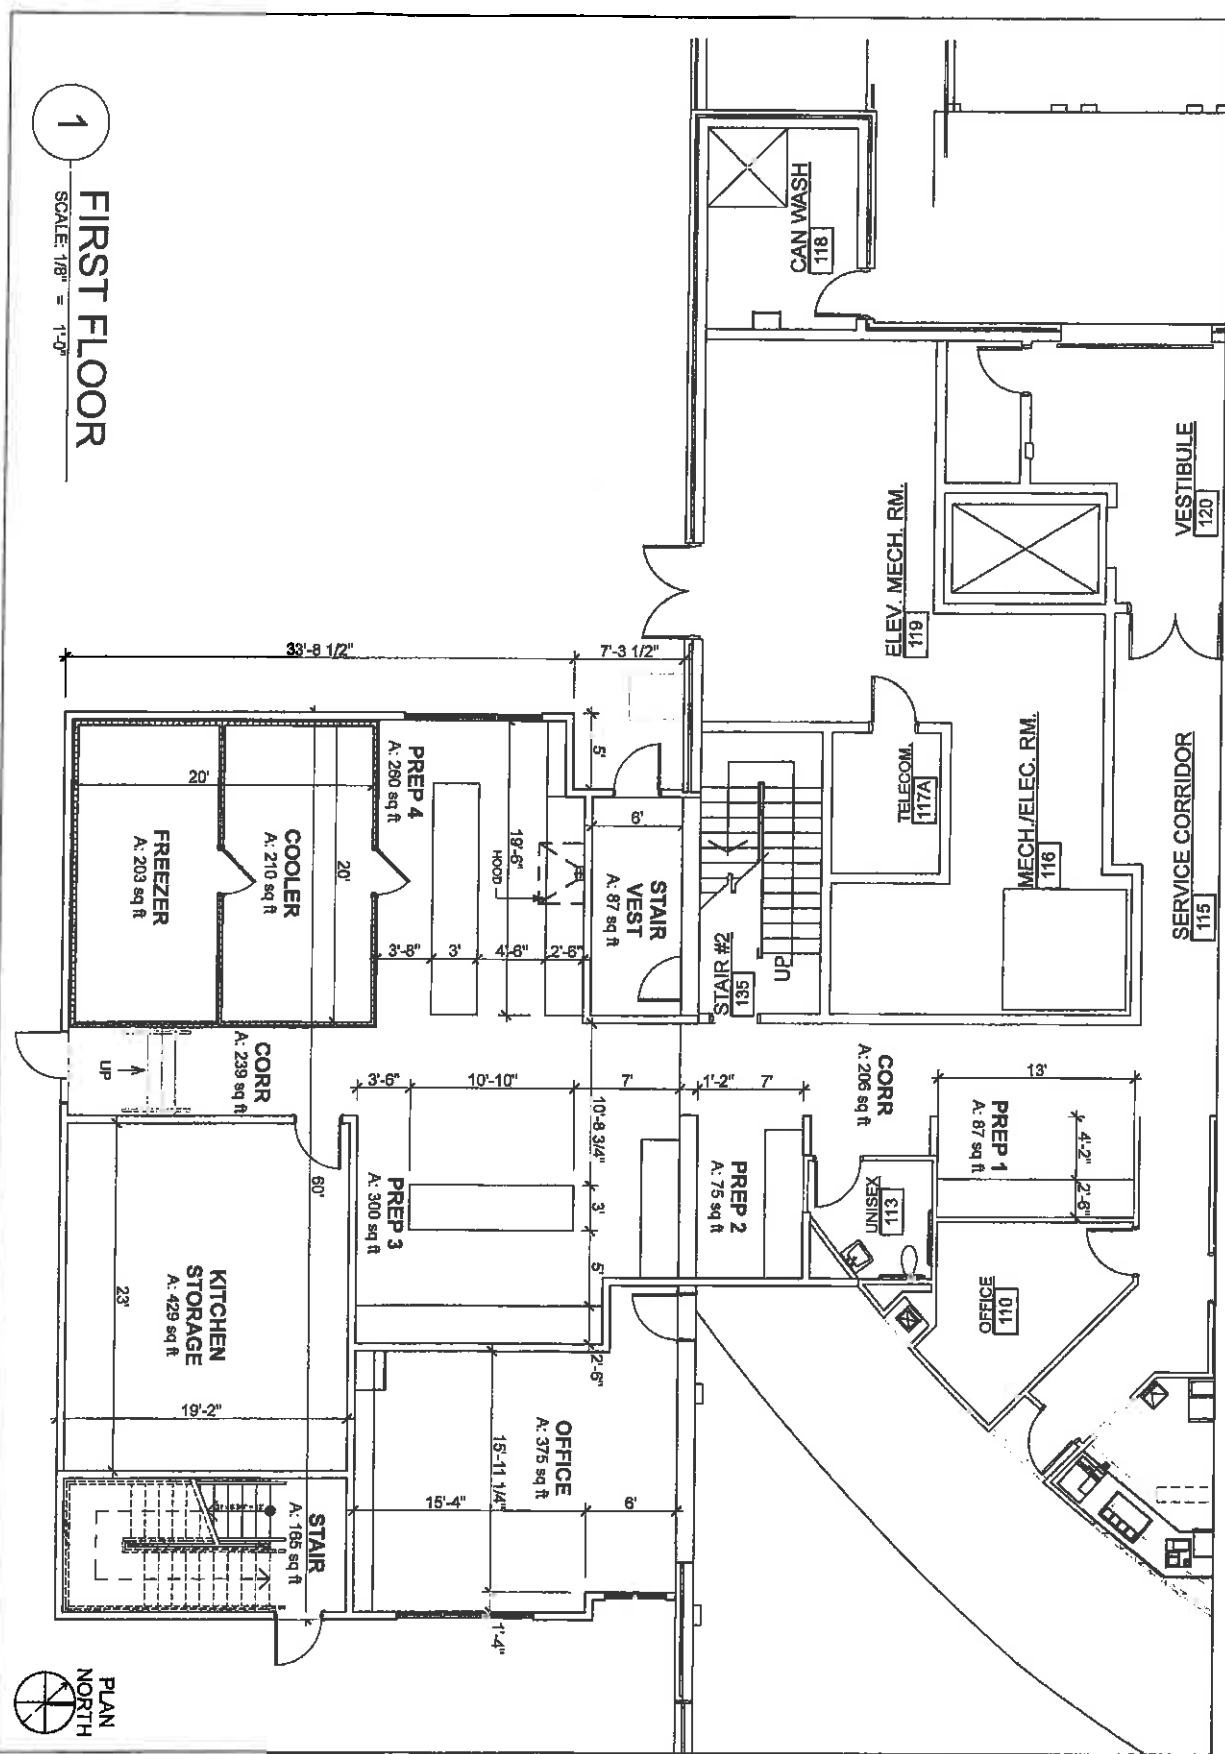 1
FIRST FLOOR
SCALE: 1/8" = 1'-0"
CAN WASH
118
VESTIBULE
120
ELEV. MECH. RM.
119
MECH./ELEC. RM.
116
TELECOM.
117A
SERVICE CORRIDOR
115
STAIR #2
135
UP
33'-8 1/2"
7'-3 1/2"
5'
6'
STAIR
VEST
A: 87 sq ft
PREP 4
A: 260 sq ft
19'-6"
HOOD
20'
20'
COOLER
A: 210 sq ft
FREEZER
A: 203 sq ft
3'-8"
3'
4'-6"
2'-6"
CORR
A: 239 sq ft
UP
3'-6"
10'-10"
7'
1'-2"
7'
CORR
A: 206 sq ft
13'
PREP 1
A: 87 sq ft
4'-2"
2'-6"
10'-8 3/4"
3'
5'
2'-6"
PREP 2
A: 75 sq ft
UNISEX
113
OFFICE
110
PREP 3
A: 300 sq ft
60'
KITCHEN
STORAGE
A: 429 sq ft
23'
19'-2"
OFFICE
A: 375 sq ft
15'-11 1/4"
15'-4"
6'
1'-4"
STAIR
A: 185 sq ft
PLAN
NORTH